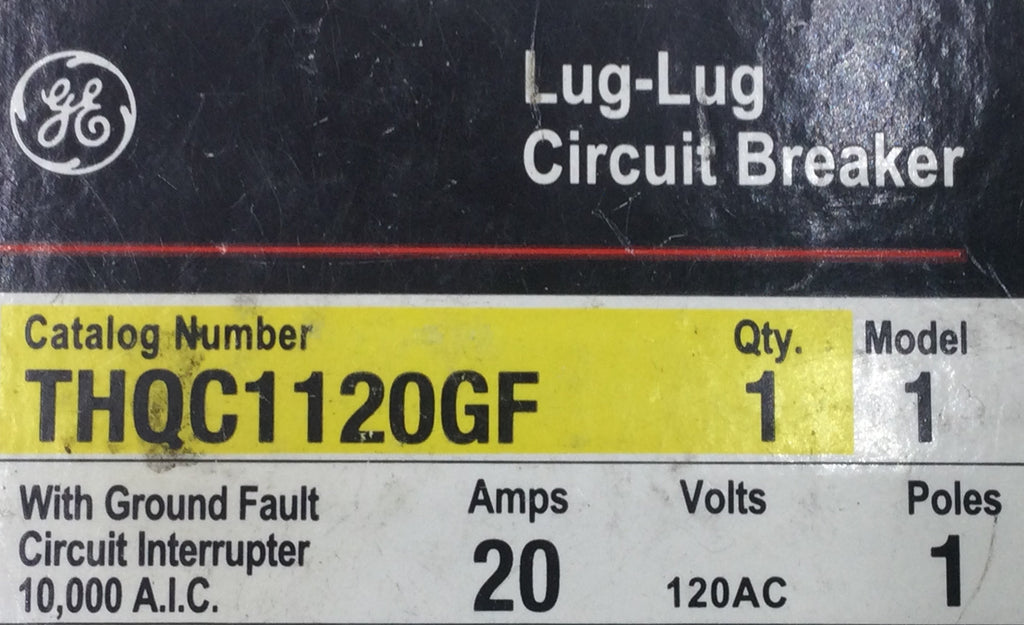 GE
Lug-Lug
Circuit Breaker
Catalog Number Qty. Model
THQC1120GF 1 1
With Ground Fault Amps Volts Poles
Circuit Interrupter
10,000 A.I.C. 20 120AC 1